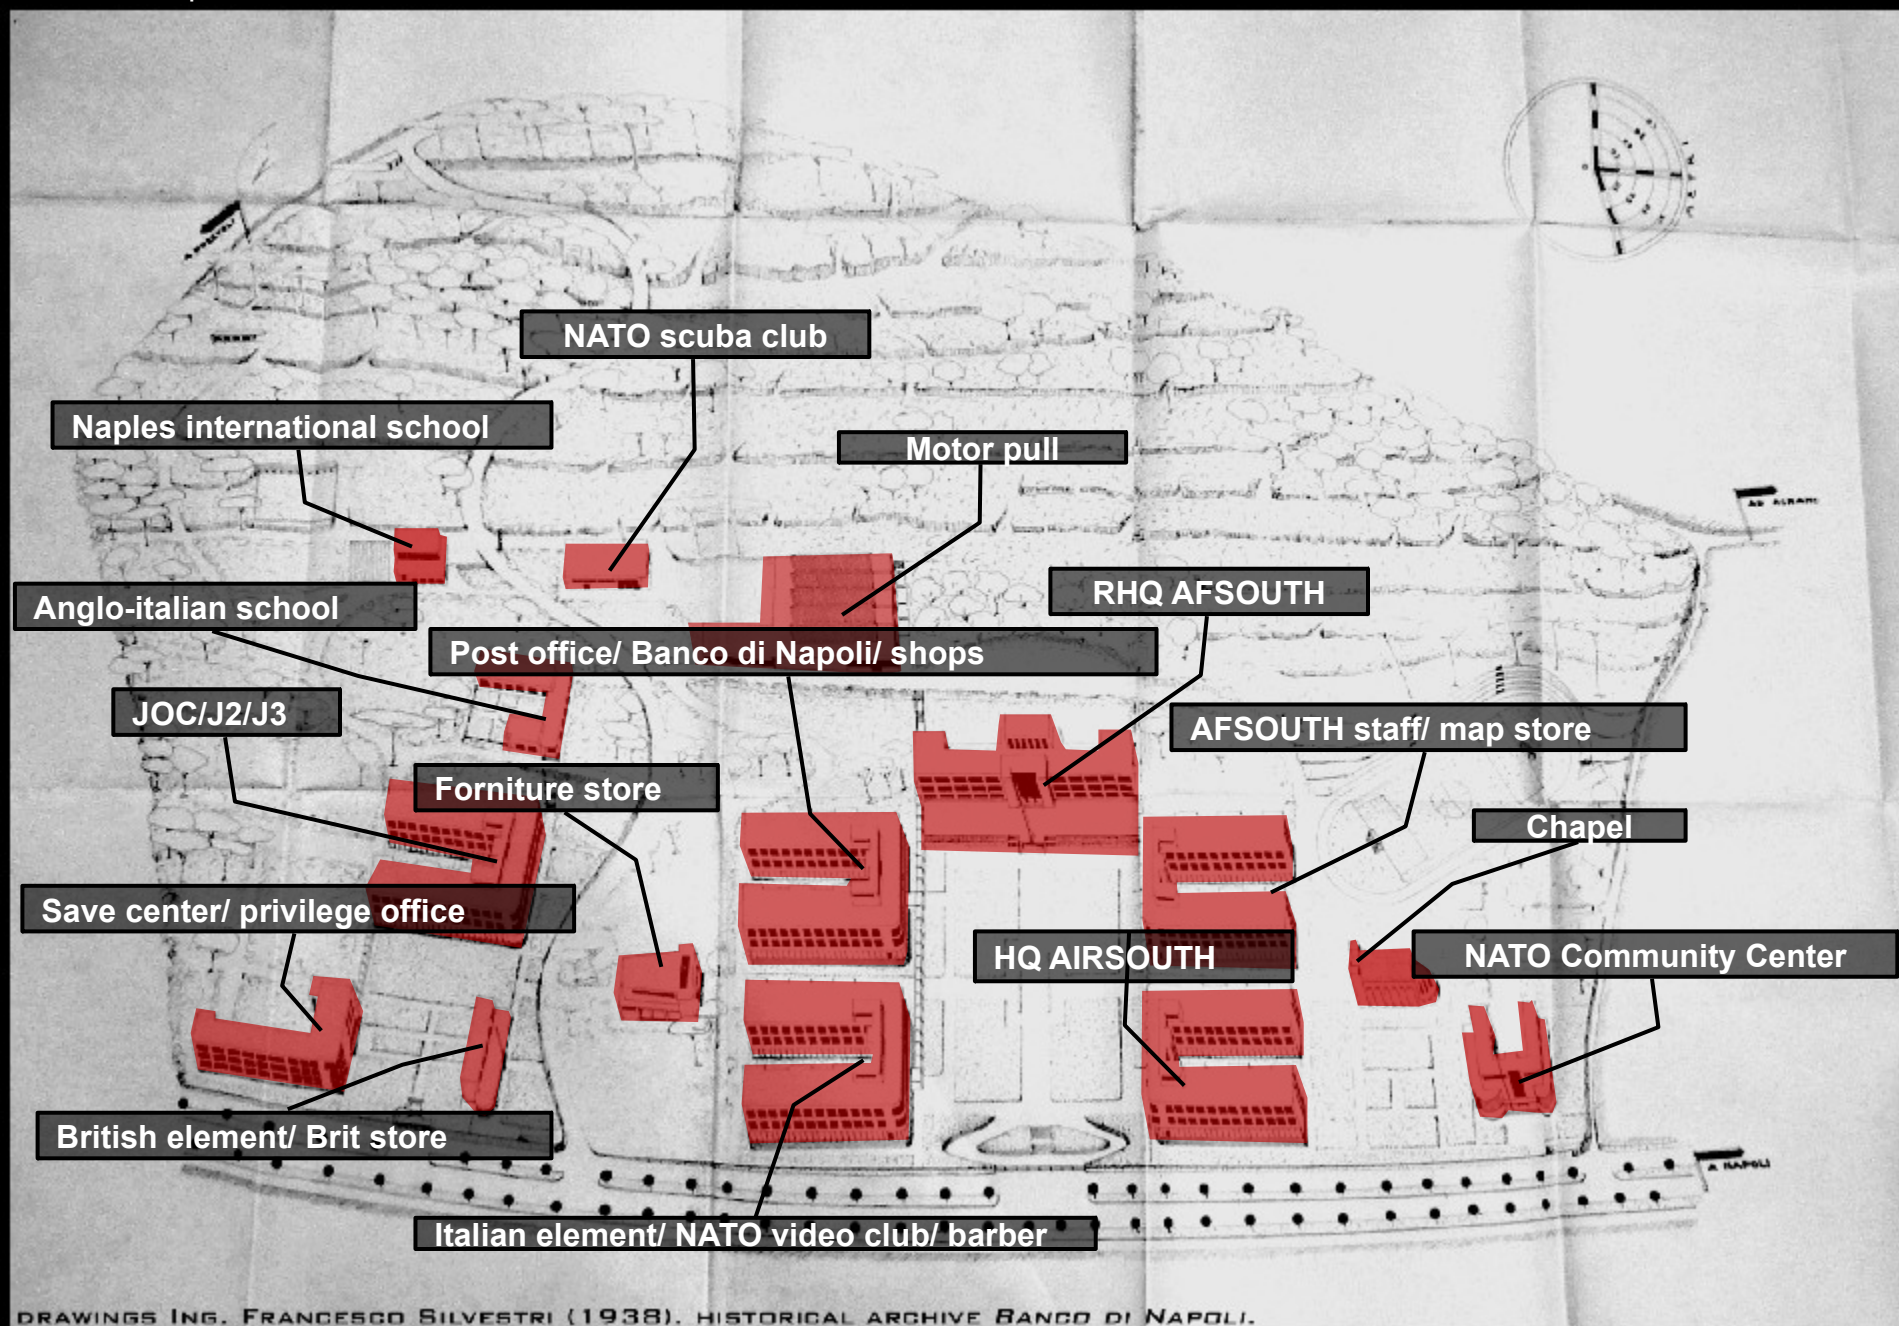 NATO scuba club
Naples international school
Motor pull
AD AGNANO
RHQ AFSOUTH
Anglo-italian school
Post office/ Banco di Napoli/ shops
JOC/J2/J3
AFSOUTH staff/ map store
Forniture store
Chapel
Save center/ privilege office
HQ AIRSOUTH
NATO Community Center
British element/ Brit store
A NAPOLI
Italian element/ NATO video club/ barber
DRAWINGS ING. FRANCESCO SILVESTRI (1938). HISTORICAL ARCHIVE BANCO DI NAPOLI.